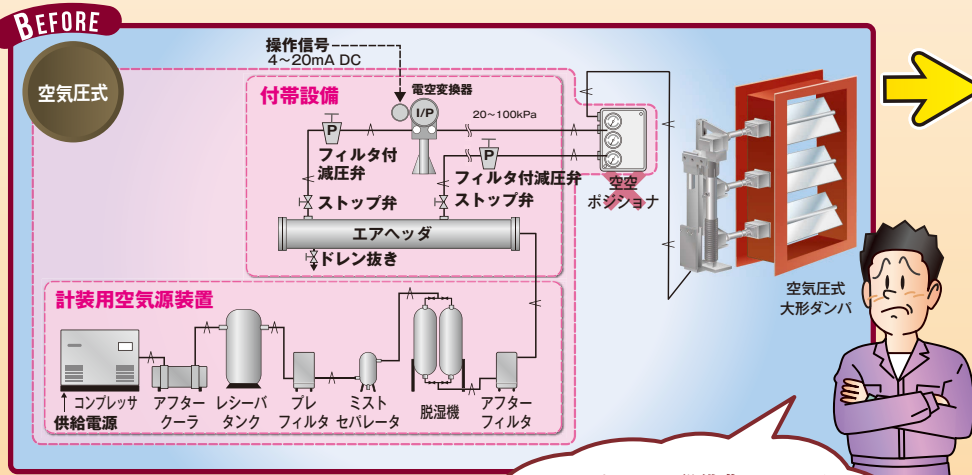 BEFORE
空気圧式
操作信号
4~20mA DC
付帯設備
電空変換器
I/P
20~100kPa
P
フィルタ付
減圧弁
P
フィルタ付減圧弁
空空
ポジショナ
ストップ弁
ストップ弁
エアヘッダ
ドレン抜き
空気圧式
大形ダンパ
計装用空気源装置
コンプレッサ
供給電源
アフター
クーラ
レシーバ
タンク
プレ
フィルタ
ミスト
セパレータ
脱湿機
アフター
フィルタ